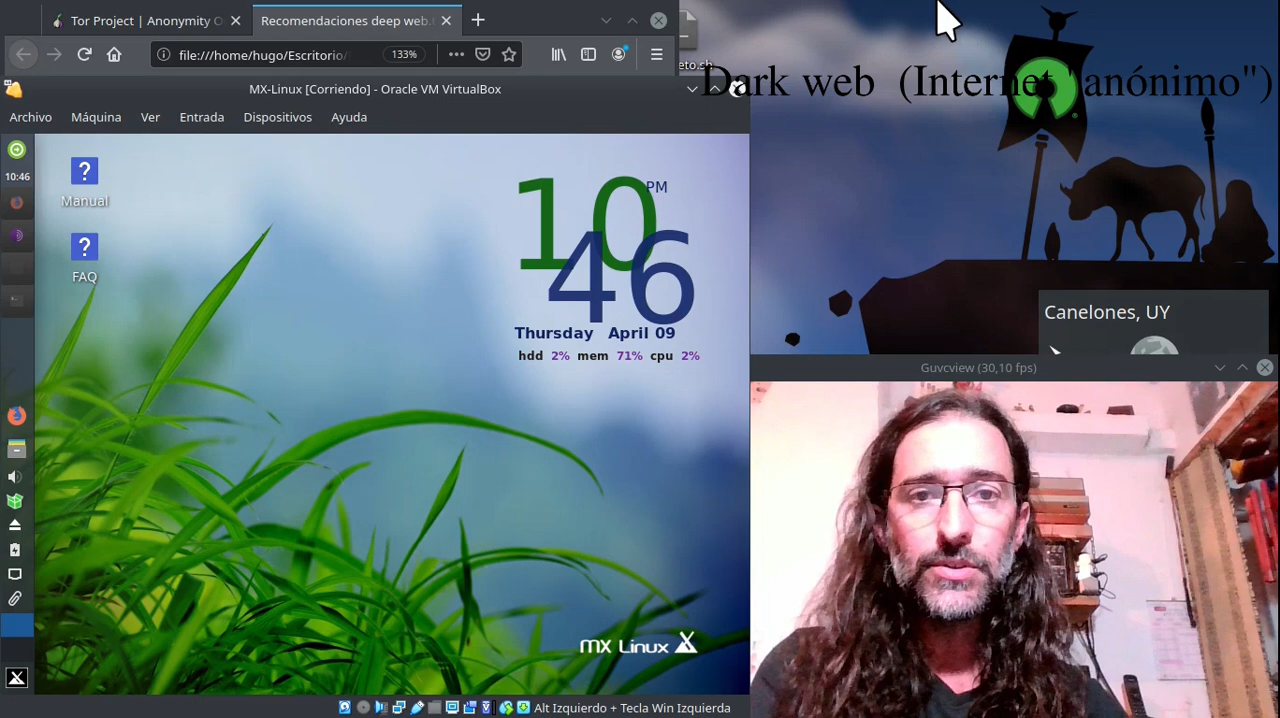 Tor Project | Anonymity O
Recomendaciones deep web.
file:///home/hugo/Escritorio/
133%
eto.sh
Dark web (Internet "anónimo")
MX-Linux [Corriendo] - Oracle VM VirtualBox
Archivo Máquina Ver Entrada Dispositivos Ayuda
10:46
Manual
FAQ
10 PM
46
Thursday April 09
hdd 2% mem 71% cpu 2%
MX Linux
Canelones, UY
Guvcview (30,10 fps)
Alt Izquierdo + Tecla Win Izquierda